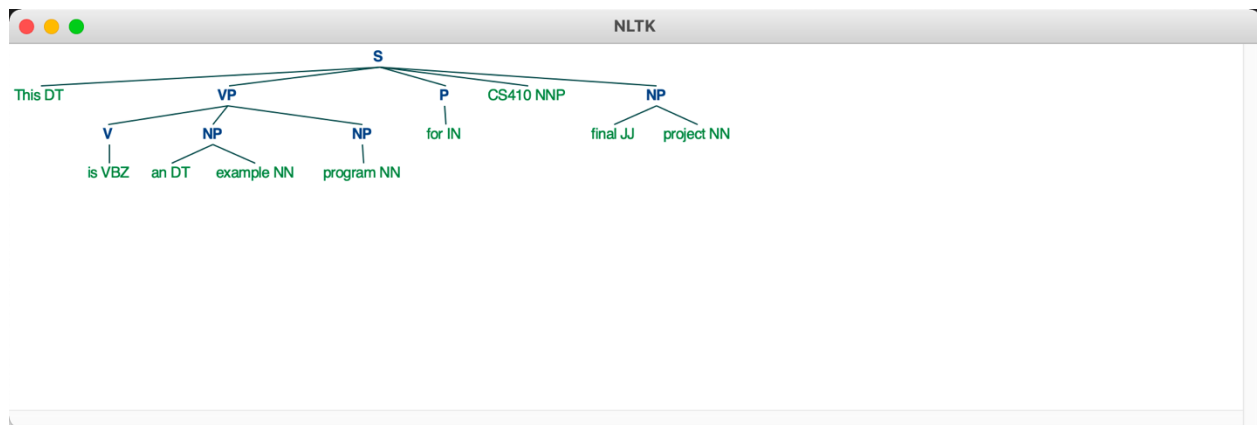 NLTK
S
This DT VP P CS410 NNP NP
V NP NP for IN final JJ project NN
is VBZ an DT example NN program NN